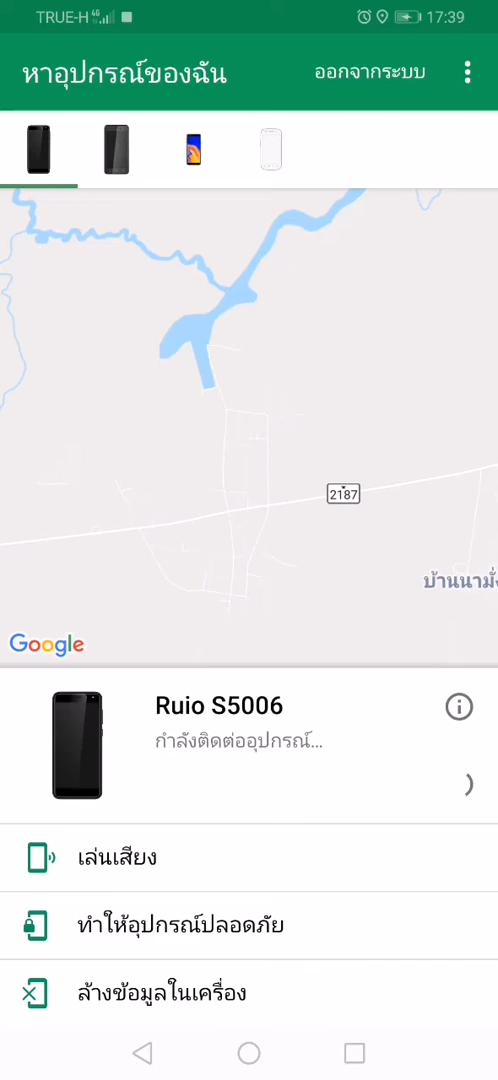 TRUE-H 4G 17:39
หาอุปกรณ์ของฉัน ออกจากระบบ
2187
บ้านนามั่ง
Google
Ruio S5006
กำลังติดต่ออุปกรณ์...
เล่นเสียง
ทำให้อุปกรณ์ปลอดภัย
ล้างข้อมูลในเครื่อง